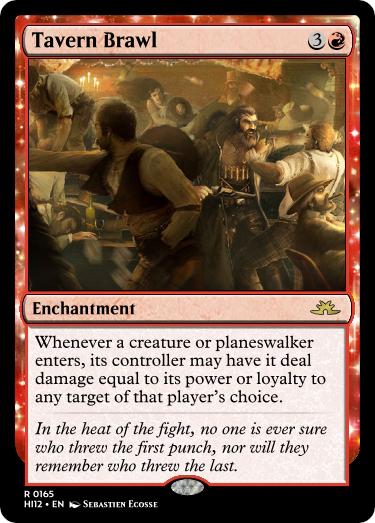 Tavern Brawl 3
Enchantment
Whenever a creature or planeswalker
enters, its controller may have it deal
damage equal to its power or loyalty to
any target of that player's choice.
In the heat of the fight, no one is ever sure
who threw the first punch, nor will they
remember who threw the last.
R 0165
HI12 • EN Sebastien Ecosse